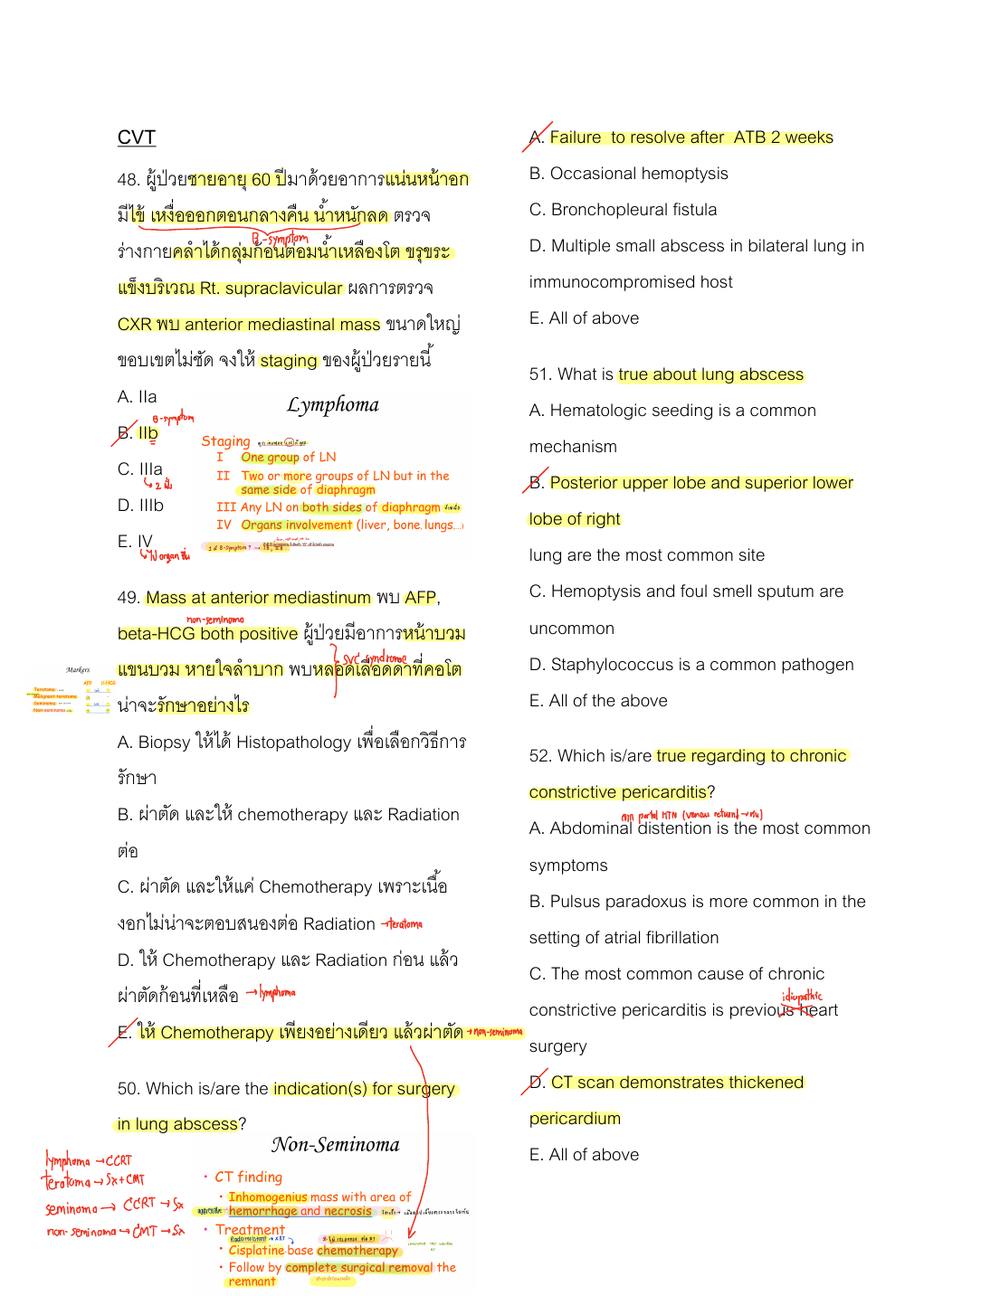 CVT
48. ผู้ป่วยชายอายุ 60 ปีมาด้วยอาการแน่นหน้าอก
มีไข้ เหงื่อออกตอนกลางคืน น้ำหนักลด ตรวจ
B-symptom
ร่างกายคลำได้กลุ่มก้อนต่อมน้ำเหลืองโต ขรุขระ
แข็งบริเวณ Rt. supraclavicular ผลการตรวจ
CXR พบ anterior mediastinal mass ขนาดใหญ่
ขอบเขตไม่ชัด จงให้ staging ของผู้ป่วยรายนี้
A. IIa
B-symptom
B. IIb
C. IIIa
D. IIIb
E. IV
Lymphoma
Staging
I One group of LN
II Two or more groups of LN but in the
same side of diaphragm
III Any LN on both sides of diaphragm
IV Organs involvement (liver, bone, lungs...)
49. Mass at anterior mediastinum พบ AFP,
non-seminoma
beta-HCG both positive ผู้ป่วยมีอาการหน้าบวม
SVC syndrome
แขนบวม หายใจลำบาก พบหลอดเลือดดำที่คอโต
น่าจะรักษาอย่างไร
Markers
A. Biopsy ให้ได้ Histopathology เพื่อเลือกวิธีการ
รักษา
B. ผ่าตัด และให้ chemotherapy และ Radiation
ต่อ
C. ผ่าตัด และให้แค่ Chemotherapy เพราะเนื้อ
งอกไม่น่าจะตอบสนองต่อ Radiation →teratoma
D. ให้ Chemotherapy และ Radiation ก่อน แล้ว
ผ่าตัดก้อนที่เหลือ →lymphoma
E. ให้ Chemotherapy เพียงอย่างเดียว แล้วผ่าตัด →non-seminoma
50. Which is/are the indication(s) for surgery
in lung abscess?
lymphoma → CCRT
teratoma → Sx+CMT
seminoma → CCRT → Sx
non-seminoma → CMT → Sx
Non-Seminoma
• CT finding
• Inhomogenius mass with area of
hemorrhage and necrosis
• Treatment
• Cisplatine base chemotherapy
• Follow by complete surgical removal the
remnant
A. Failure to resolve after ATB 2 weeks
B. Occasional hemoptysis
C. Bronchopleural fistula
D. Multiple small abscess in bilateral lung in
immunocompromised host
E. All of above
51. What is true about lung abscess
A. Hematologic seeding is a common
mechanism
B. Posterior upper lobe and superior lower
lobe of right
lung are the most common site
C. Hemoptysis and foul smell sputum are
uncommon
D. Staphylococcus is a common pathogen
E. All of the above
52. Which is/are true regarding to chronic
constrictive pericarditis?
A. Abdominal distention is the most common
symptoms
B. Pulsus paradoxus is more common in the
setting of atrial fibrillation
C. The most common cause of chronic
idiopathic
constrictive pericarditis is previous heart
surgery
D. CT scan demonstrates thickened
pericardium
E. All of above